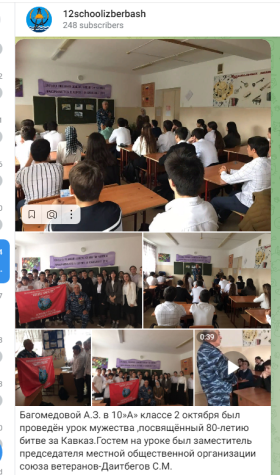 12schoolizberbash
248 subscribers
0:39
Багомедовой А.З. в 10»А» классе 2 октября был
проведён урок мужества ,посвящённый 80-летию
битве за Кавказ.Гостем на уроке был заместитель
председателя местной общественной организации
союза ветеранов-Даитбегов С.М.